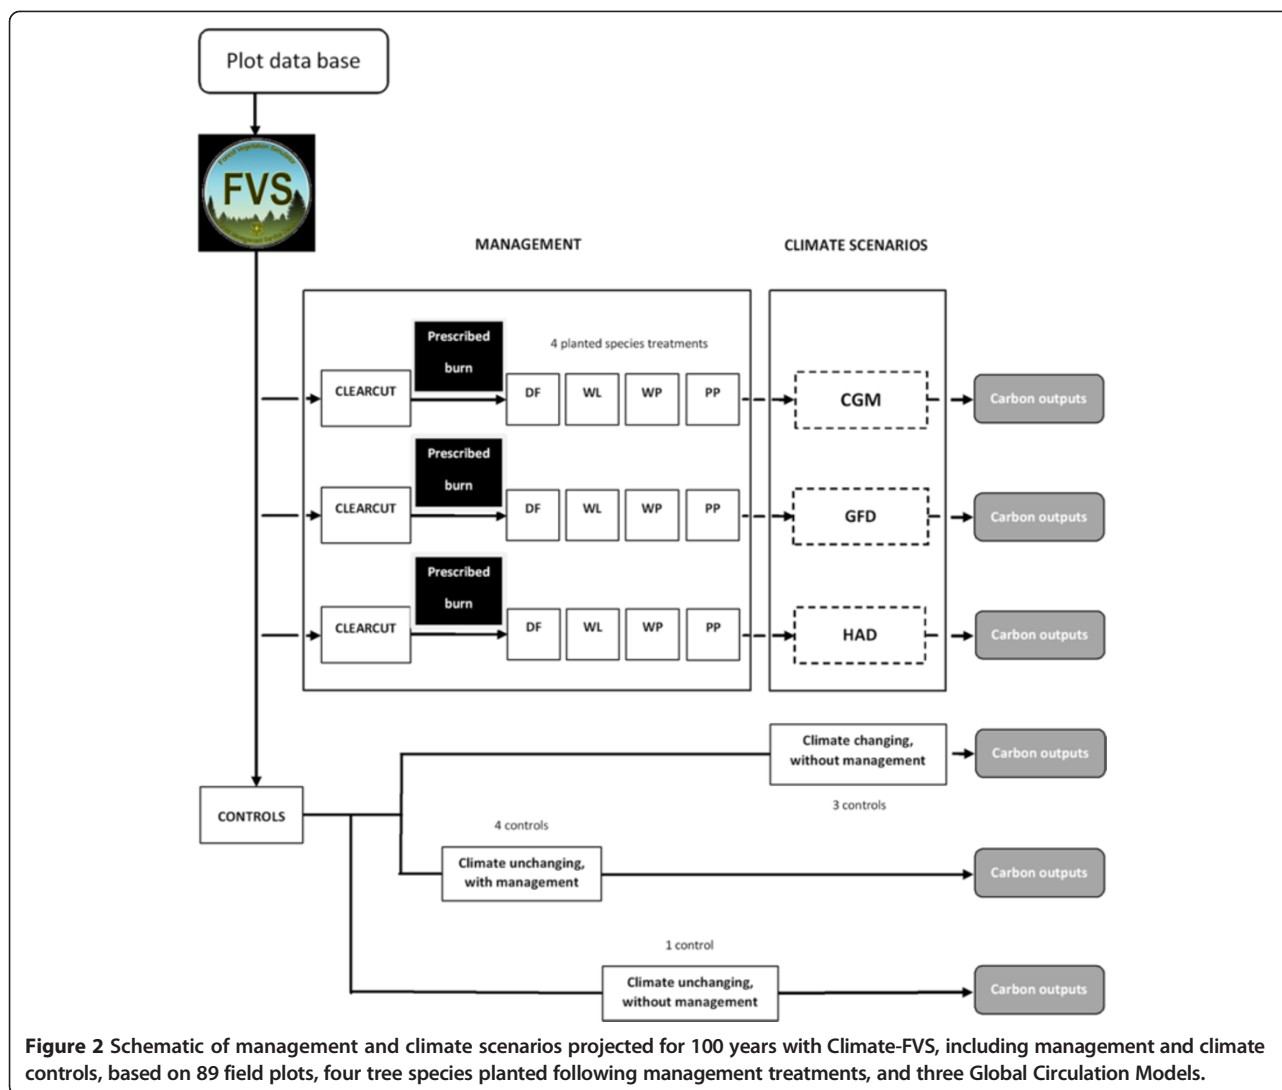 Plot data base
Forest Vegetation Simulator
FVS
MANAGEMENT
CLIMATE SCENARIOS
4 planted species treatments
Prescribed
burn
CLEARCUT
DF
WL
WP
PP
CGM
Carbon outputs
Prescribed
burn
CLEARCUT
DF
WL
WP
PP
GFD
Carbon outputs
Prescribed
burn
CLEARCUT
DF
WL
WP
PP
HAD
Carbon outputs
Climate changing,
without management
Carbon outputs
3 controls
CONTROLS
4 controls
Climate unchanging,
with management
Carbon outputs
1 control
Climate unchanging,
without management
Carbon outputs
Figure 2 Schematic of management and climate scenarios projected for 100 years with Climate-FVS, including management and climate
controls, based on 89 field plots, four tree species planted following management treatments, and three Global Circulation Models.